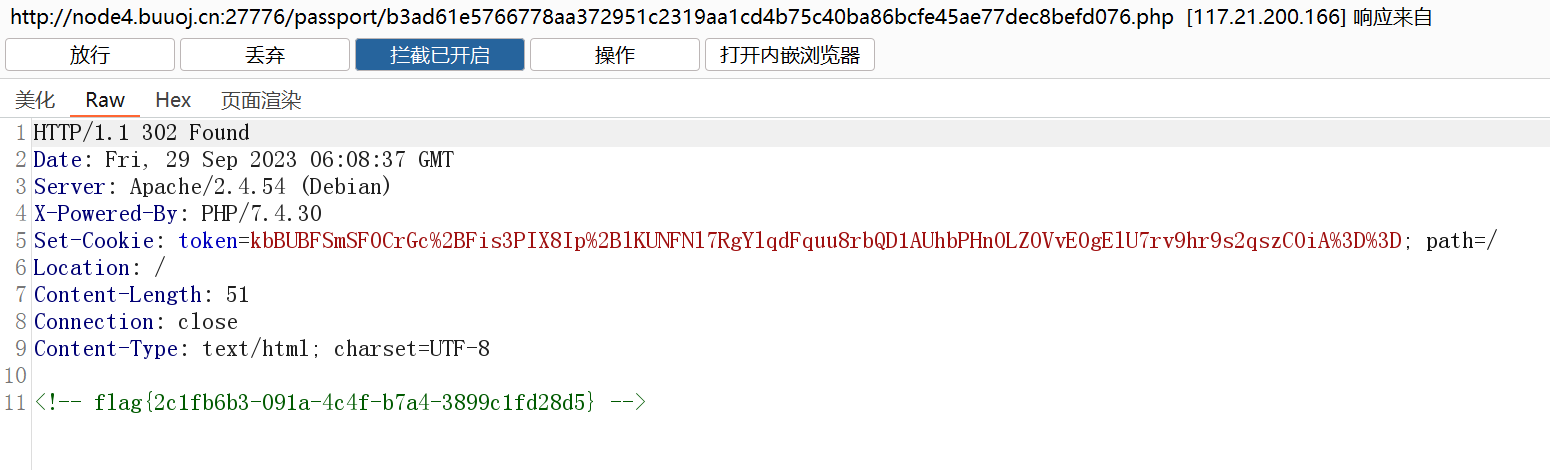 http://node4.buuoj.cn:27776/passport/b3ad61e5766778aa372951c2319aa1cd4b75c40ba86bcfe45ae77dec8befd076.php [117.21.200.166] 响应来自
放行 丢弃 拦截已开启 操作 打开内嵌浏览器
美化 Raw Hex 页面渲染
1 HTTP/1.1 302 Found
2 Date: Fri, 29 Sep 2023 06:08:37 GMT
3 Server: Apache/2.4.54 (Debian)
4 X-Powered-By: PHP/7.4.30
5 Set-Cookie: token=kbBUBFSmSF0CrGc%2BFis3PIX8Ip%2BlKUNFNl7RgYlqdFquu8rbQD1AUhbPHn0LZ0VvE0gElU7rv9hr9s2qszC0iA%3D%3D; path=/
6 Location: /
7 Content-Length: 51
8 Connection: close
9 Content-Type: text/html; charset=UTF-8
10
11 <!-- flag{2c1fb6b3-091a-4c4f-b7a4-3899c1fd28d5} -->